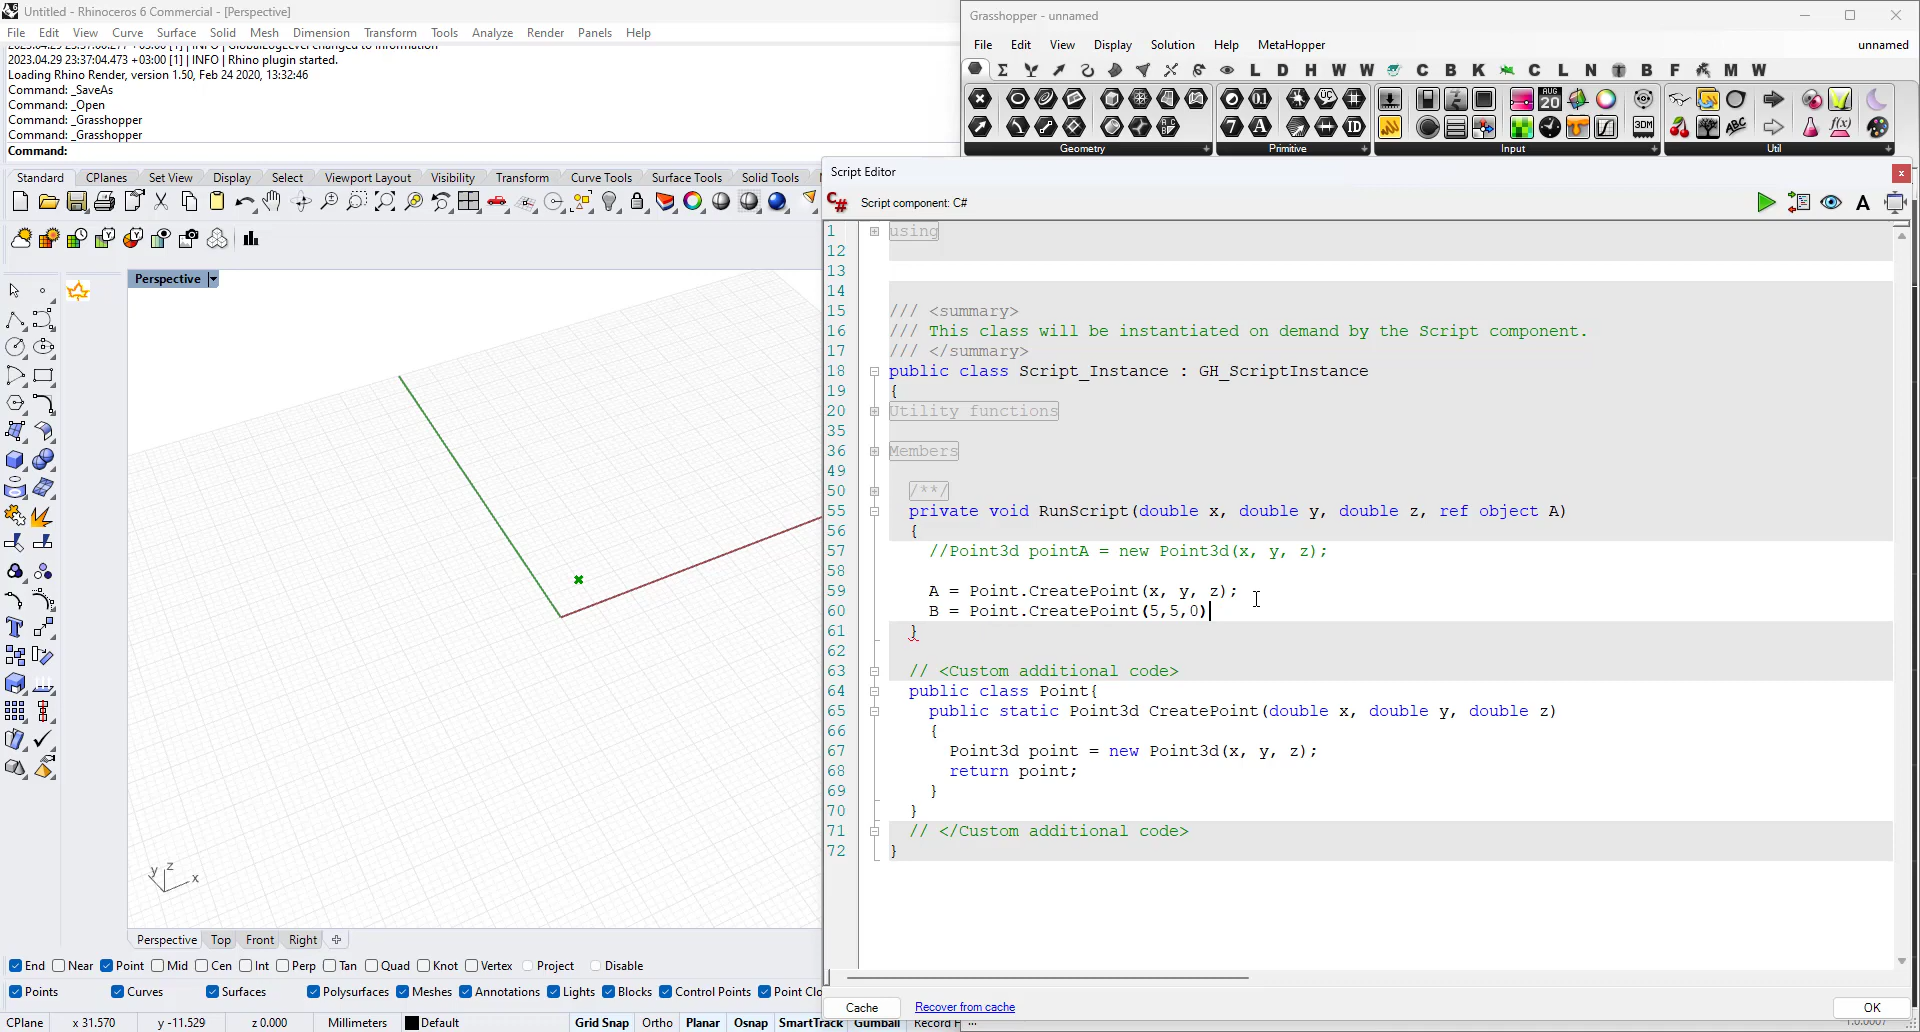 Untitled - Rhinoceros 6 Commercial - [Perspective]
File Edit View Curve Surface Solid Mesh Dimension Transform Tools Analyze Render Panels Help
Loading Rhino Render, version 1.50, Feb 24 2020, 13:32:46
2023.04.29 23:37:04.473 +03:00 [1] | INFO | Rhino plugin started.
Command: _SaveAs
Command: _Open
Command: _Grasshopper
Command: _Grasshopper
Command:
Standard CPlanes Set View Display Select Viewport Layout Visibility Transform Curve Tools Surface Tools Solid Tools
Perspective
y z x
Perspective Top Front Right
End Near Point Mid Cen Int Perp Tan Quad Knot Vertex Project Disable
Points Curves Surfaces Polysurfaces Meshes Annotations Lights Blocks Control Points Point Clo
CPlane x 31.570 y -11.529 z 0.000 Millimeters Default Grid Snap Ortho Planar Osnap SmartTrack Gumball Record
Grasshopper - unnamed
File Edit View Display Solution Help MetaHopper unnamed
L D H W W C B K C L N B F M W
Geometry Primitive Input Util
Script Editor
Script component: C#
1 using
12
13
14
15 /// <summary>
16 /// This class will be instantiated on demand by the Script component.
17 /// </summary>
18 public class Script_Instance : GH_ScriptInstance
19 {
20 Utility functions
35
36 Members
49
50 /**/
55 private void RunScript(double x, double y, double z, ref object A)
56 {
57 //Point3d pointA = new Point3d(x, y, z);
58
59 A = Point.CreatePoint(x, y, z);
60 B = Point.CreatePoint(5,5,0)
61 }
62
63 // <Custom additional code>
64 public class Point{
65 public static Point3d CreatePoint(double x, double y, double z)
66 {
67 Point3d point = new Point3d(x, y, z);
68 return point;
69 }
70 }
71 // </Custom additional code>
72 }
Cache Recover from cache OK